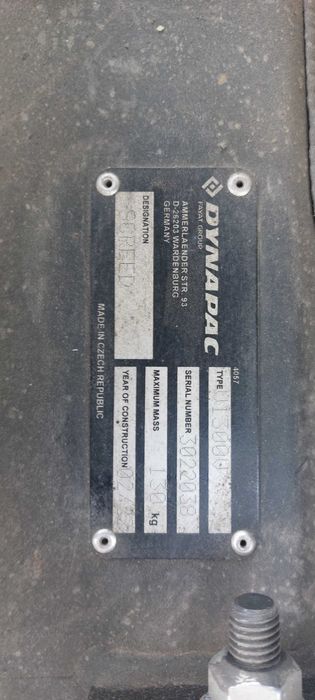 DYNAPAC
FAYAT GROUP
AMMERLAENDER STR. 93
D-26203 WARDENBURG
GERMANY
DESIGNATION
SCREED
MADE IN CZECH REPUBLIC
4057
TYPE
SERIAL NUMBER
3022038
MAXIMUM MASS
130 kg
YEAR OF CONSTRUCTION